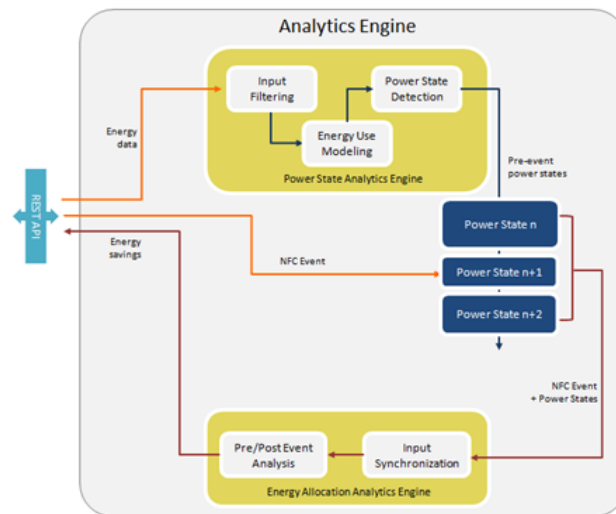 Analytics Engine
Input
Filtering
Power State
Detection
Energy Use
Modeling
Power State Analytics Engine
Energy
data
Pre-event
power states
REST API
Power State n
Energy
savings
NFC Event
Power State n+1
Power State n+2
NFC Event
+ Power States
Pre/Post Event
Analysis
Input
Synchronization
Energy Allocation Analytics Engine